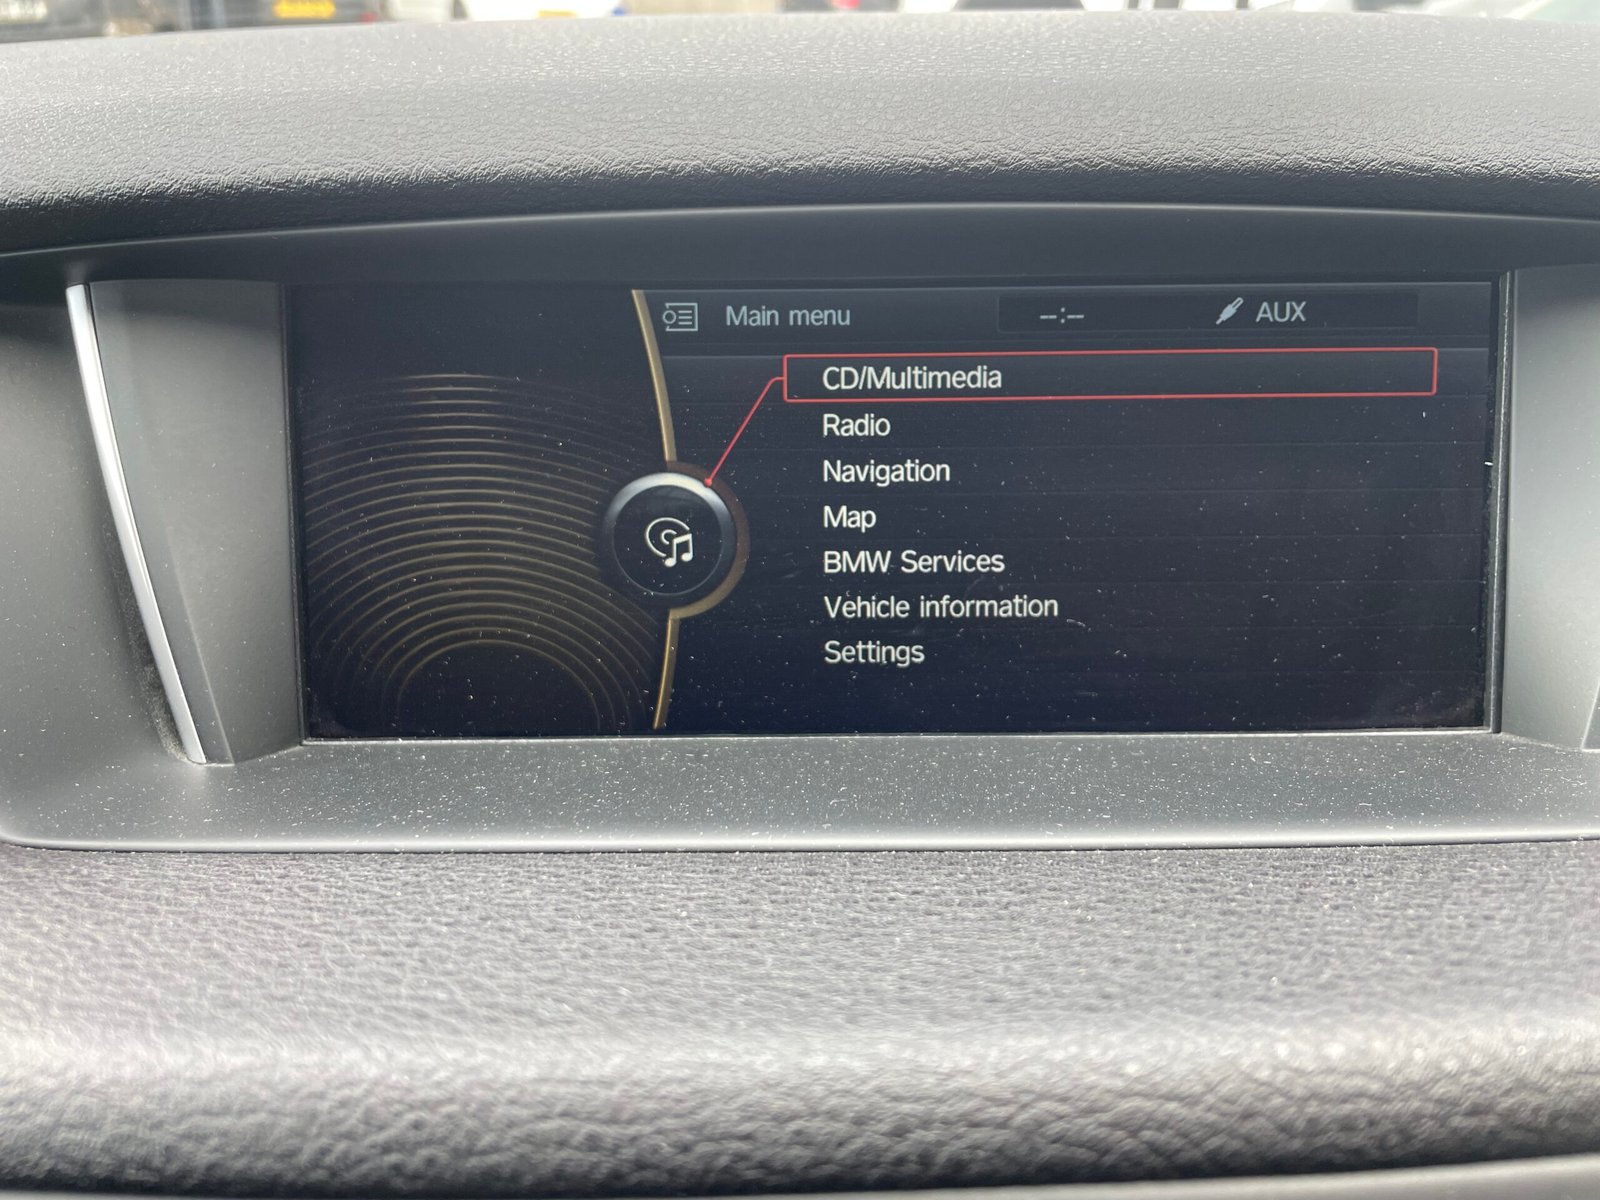 Main menu --:-- AUX
CD/Multimedia
Radio
Navigation
Map
BMW Services
Vehicle information
Settings